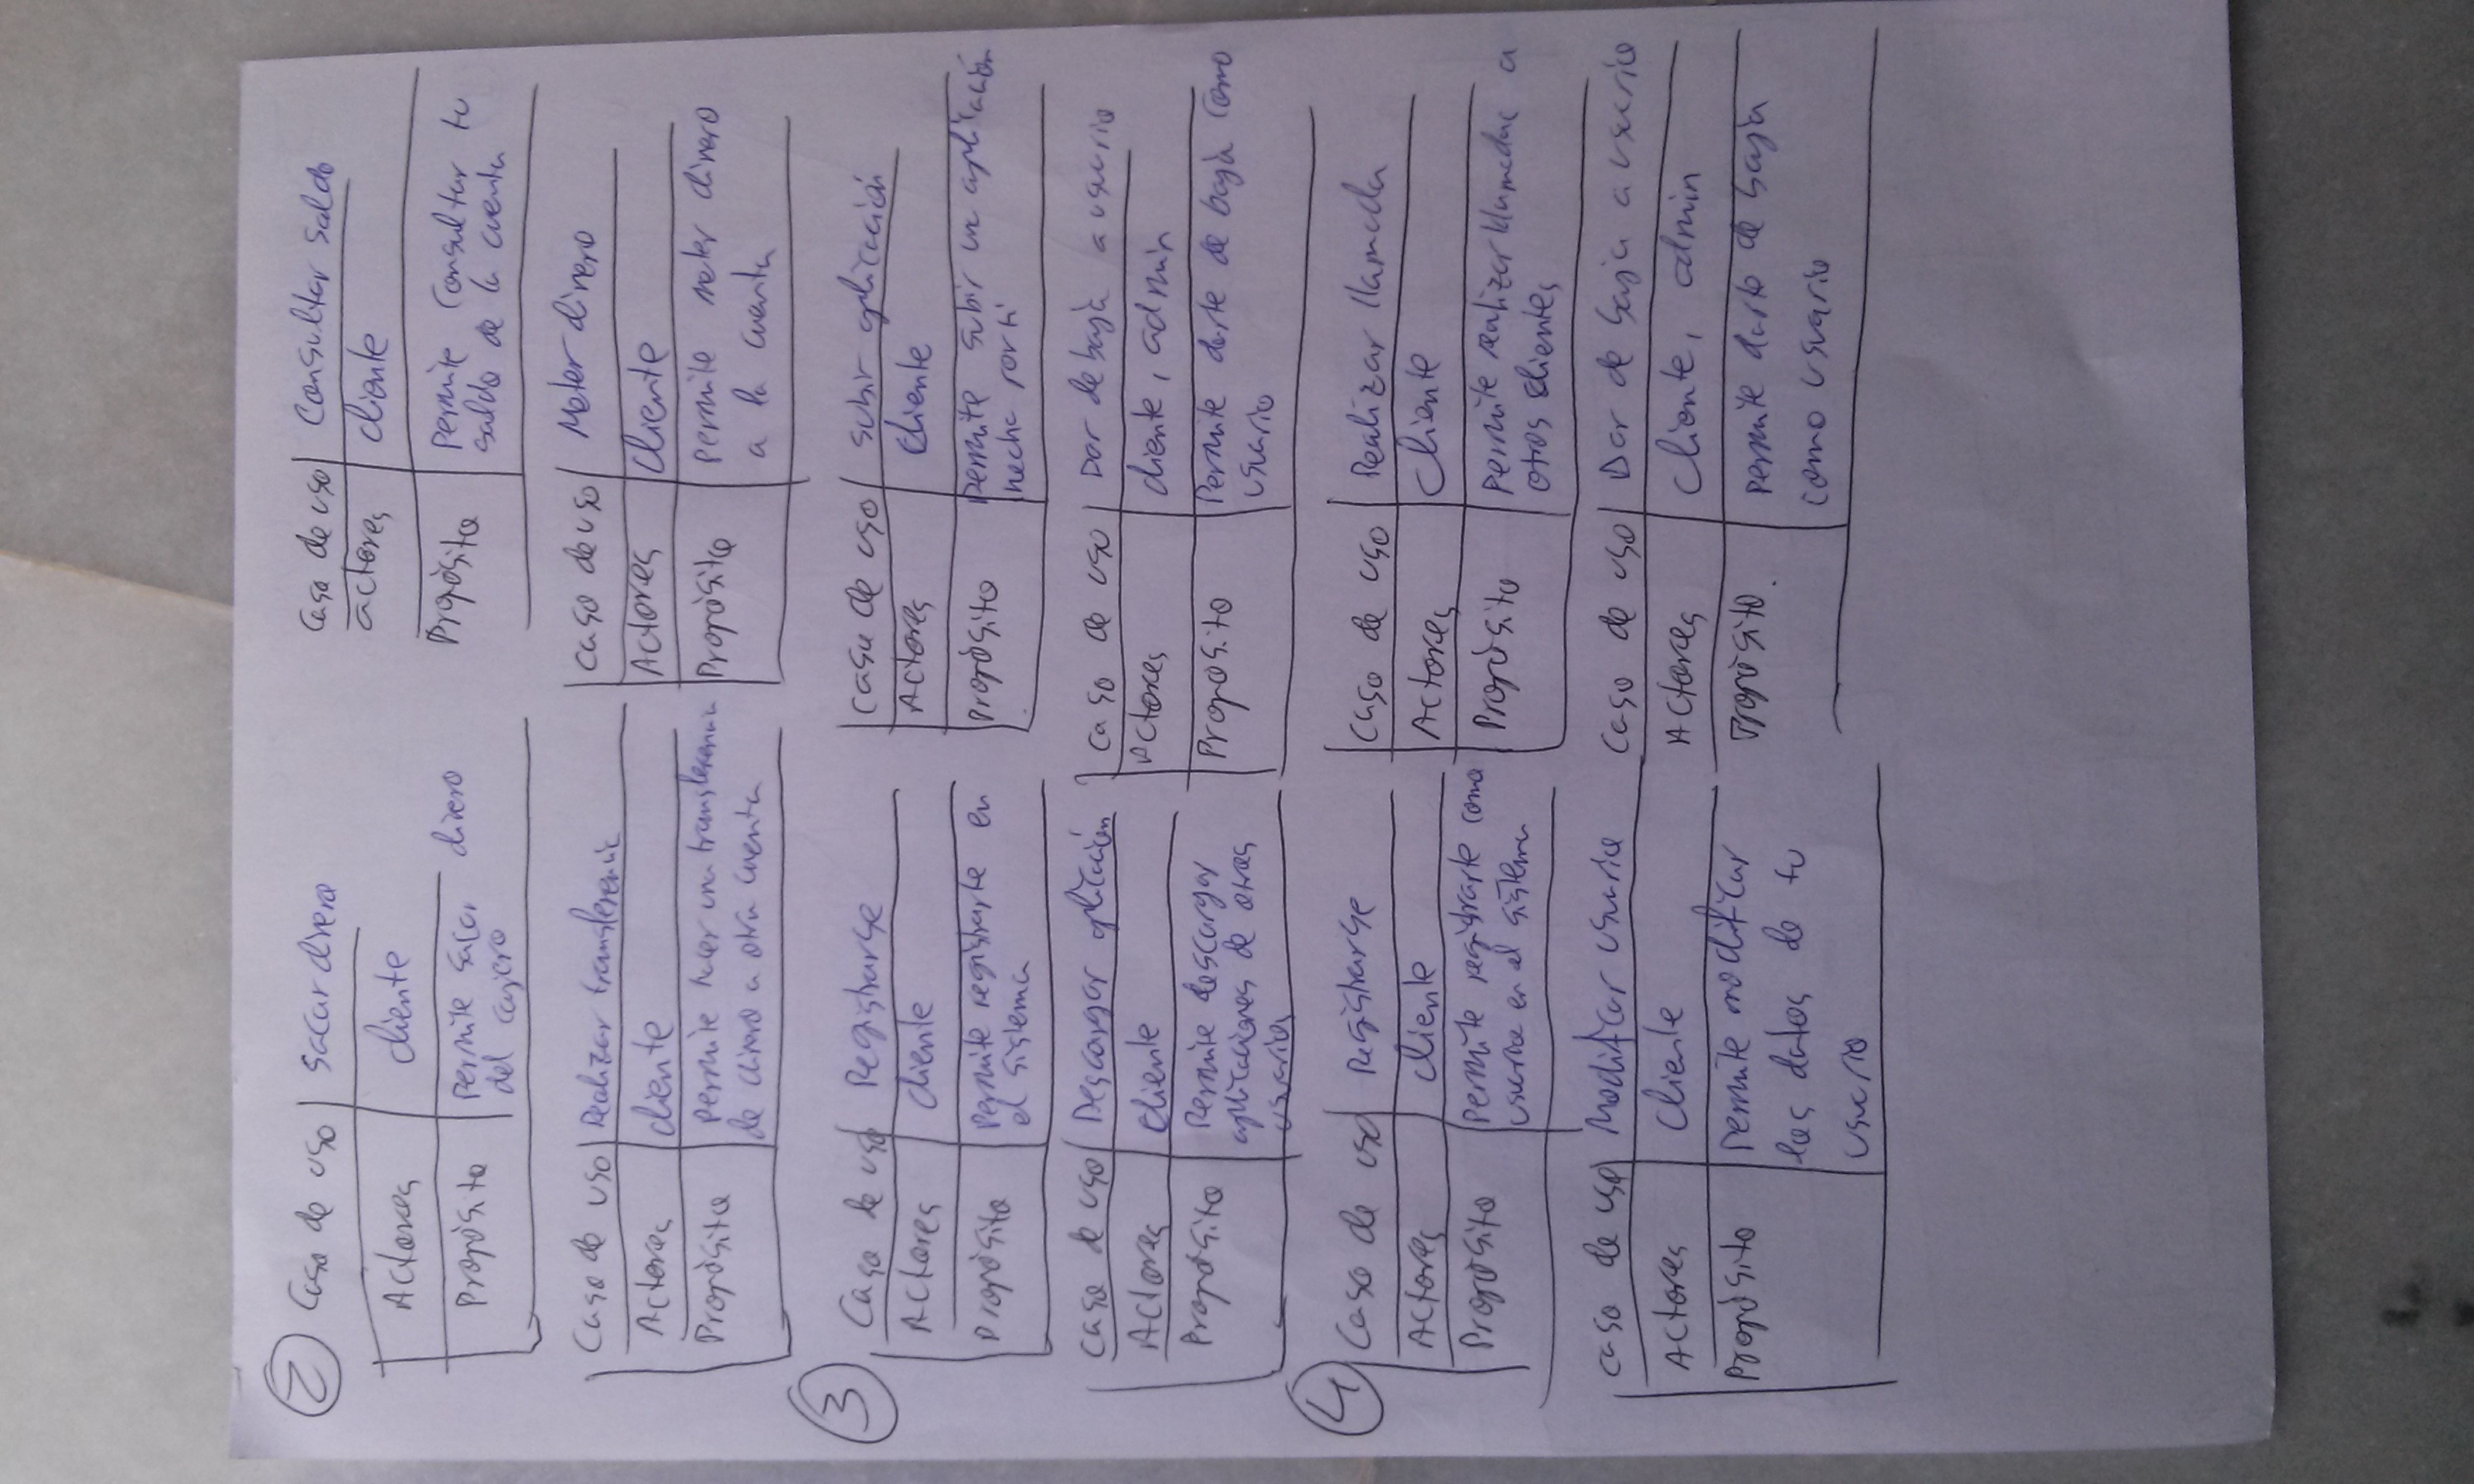 2
Caso de uso | Sacar dinero
Actores | cliente
Propósito | permite sacar dinero
del cajero
Caso de uso | Consultar saldo
actores | cliente
Propósito | permite consultar tu
saldo de la cuenta
Caso de uso | Realizar transferencia
Actores | cliente
Propósito | permite hacer una transferencia
de dinero a otra cuenta
Caso de uso | Meter dinero
Actores | cliente
Propósito | permite meter dinero
a la cuenta
3
Caso de uso | Registrarse
Actores | cliente
Propósito | permite registrarte en
el sistema
Caso de uso | subir aplicación
Actores | cliente
Propósito | permite subir una aplicación
hecha por ti
Caso de uso | Descargar aplicación
Actores | cliente
Propósito | Permite descargar
aplicaciones de otros
usuarios
Caso de uso | Dar de baja a usuario
Actores | cliente, admin
Propósito | Permite darte de baja como
usuario
4
Caso de uso | Registrarse
Actores | cliente
Propósito | permite registrarte como
usuario en el sistema
Caso de uso | Realizar llamada
Actores | Cliente
Propósito | permite realizar llamadas a
otros clientes
Caso de uso | Modificar usuario
Actores | Cliente
Propósito | permite modificar
los datos de tu
usuario
Caso de uso | Dar de baja a usuario
Actores | Cliente, admin
Propósito. | permite darte de baja
como usuario